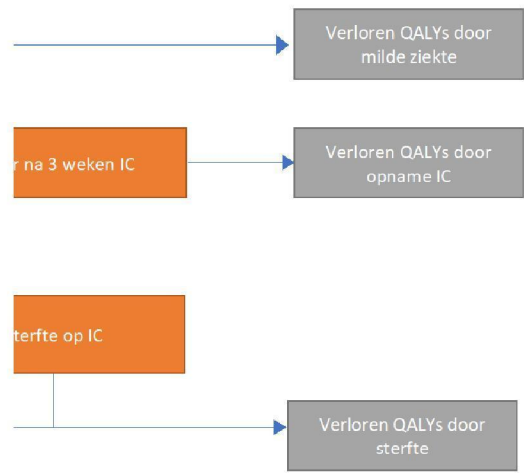 Verloren QALYs door
milde ziekte
r na 3 weken IC
Verloren QALYs door
opname IC
terfte op IC
Verloren QALYs door
sterfte